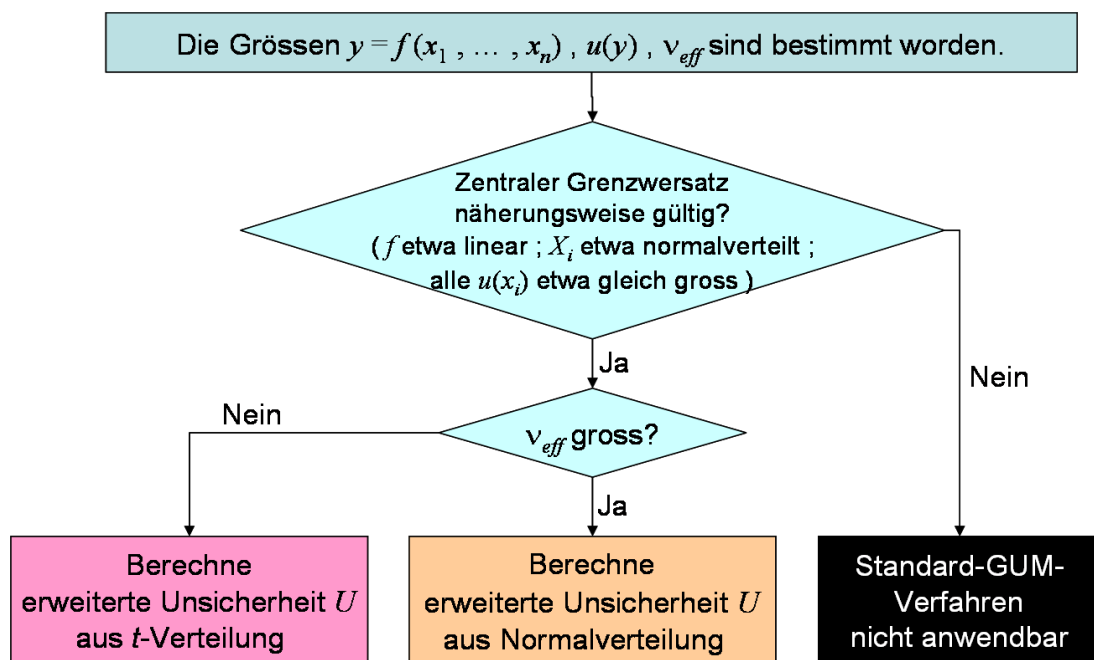 Die Grössen y = f(x₁ , … , xₙ) , u(y) , ν_eff sind bestimmt worden.
Zentraler Grenzwersatz
näherungsweise gültig?
( f etwa linear ; Xᵢ etwa normalverteilt ;
alle u(xᵢ) etwa gleich gross )
Ja
Nein
Nein
ν_eff gross?
Ja
Berechne
erweiterte Unsicherheit U
aus t-Verteilung
Berechne
erweiterte Unsicherheit U
aus Normalverteilung
Standard-GUM-
Verfahren
nicht anwendbar